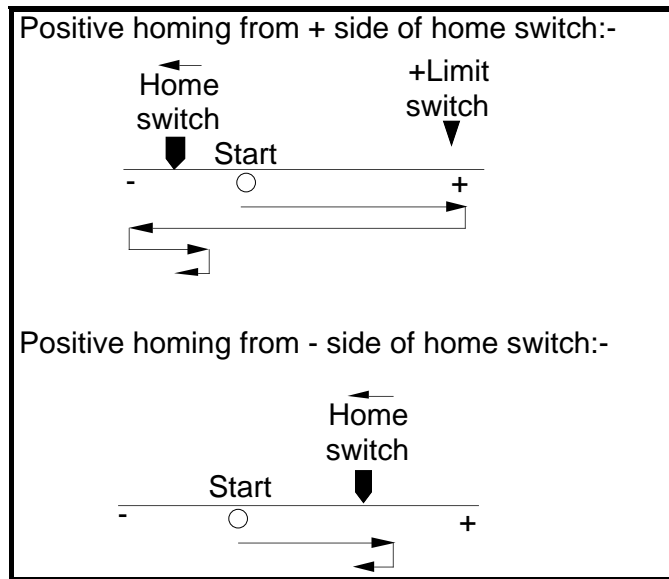 Positive homing from + side of home switch:-
Home
switch
+Limit
switch
Start
- +
Positive homing from - side of home switch:-
Home
switch
Start
- +